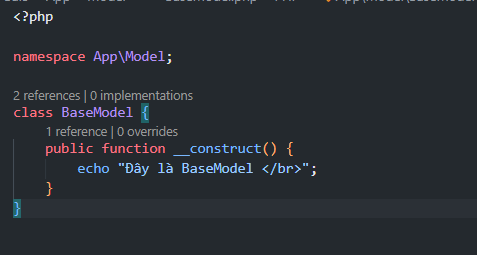 <?php
namespace App\Model;
2 references | 0 implementations
class BaseModel {
1 reference | 0 overrides
public function __construct() {
echo "Đây là BaseModel </br>";
}
}